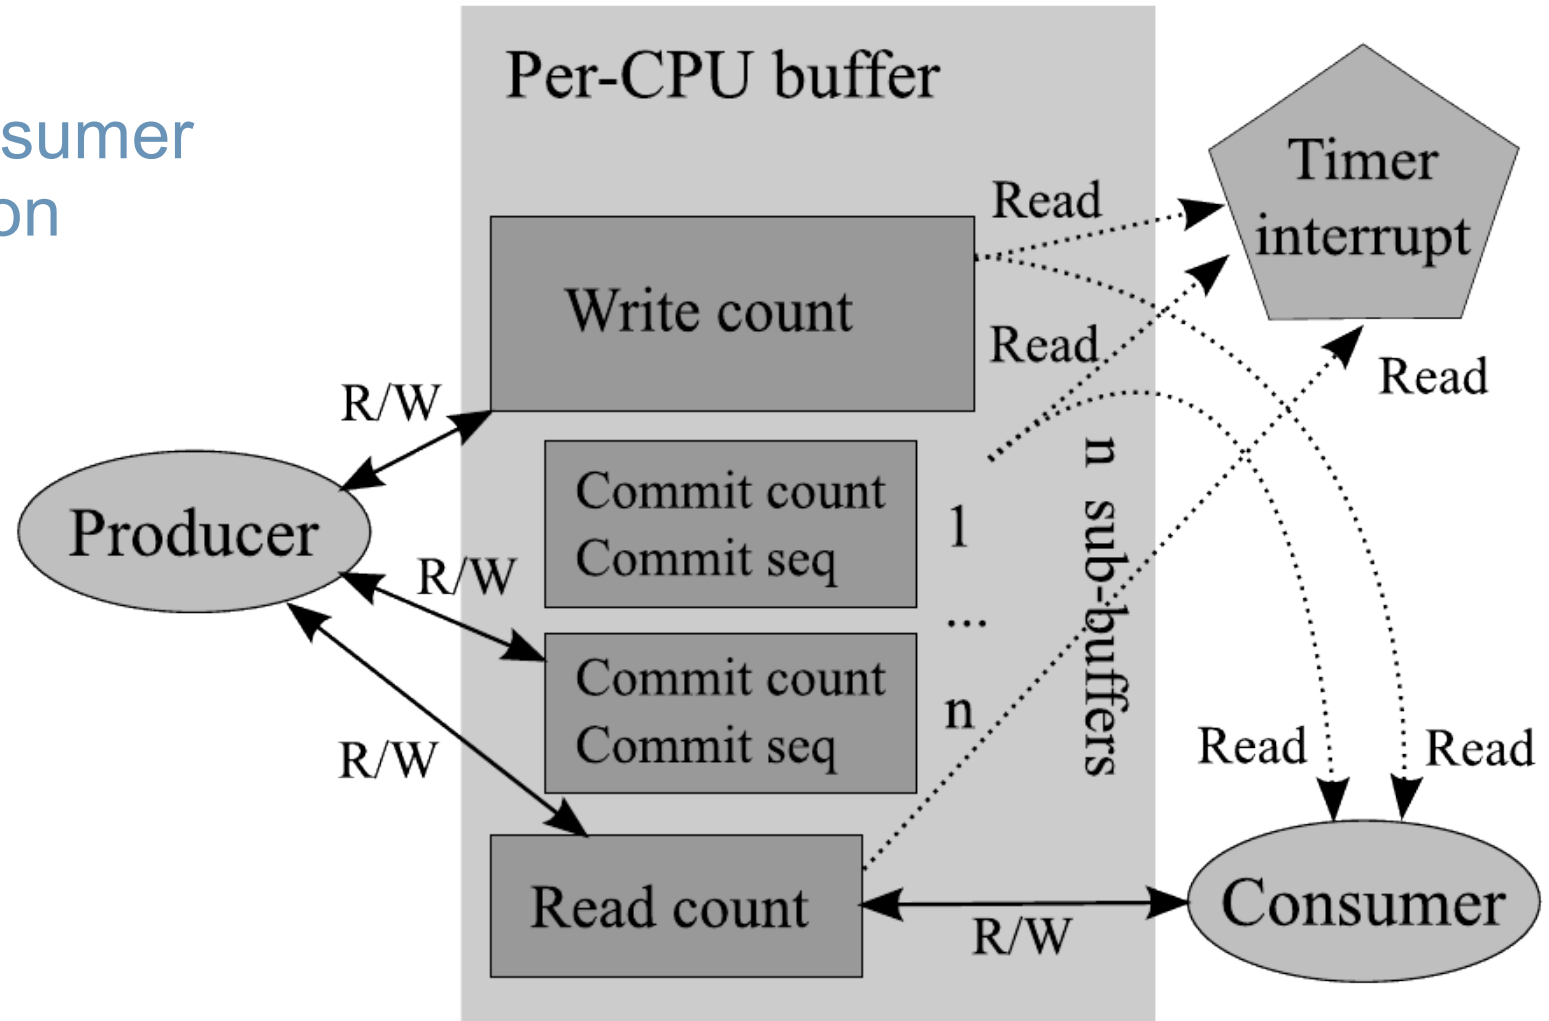 Per-CPU buffer
sumer
on
Timer
interrupt
Read
Write count
Read
Read
R/W
n sub-buffers
Commit count
Commit seq
1
Producer
R/W
...
Commit count
Commit seq
n
R/W
Read
Read
Read count
R/W
Consumer